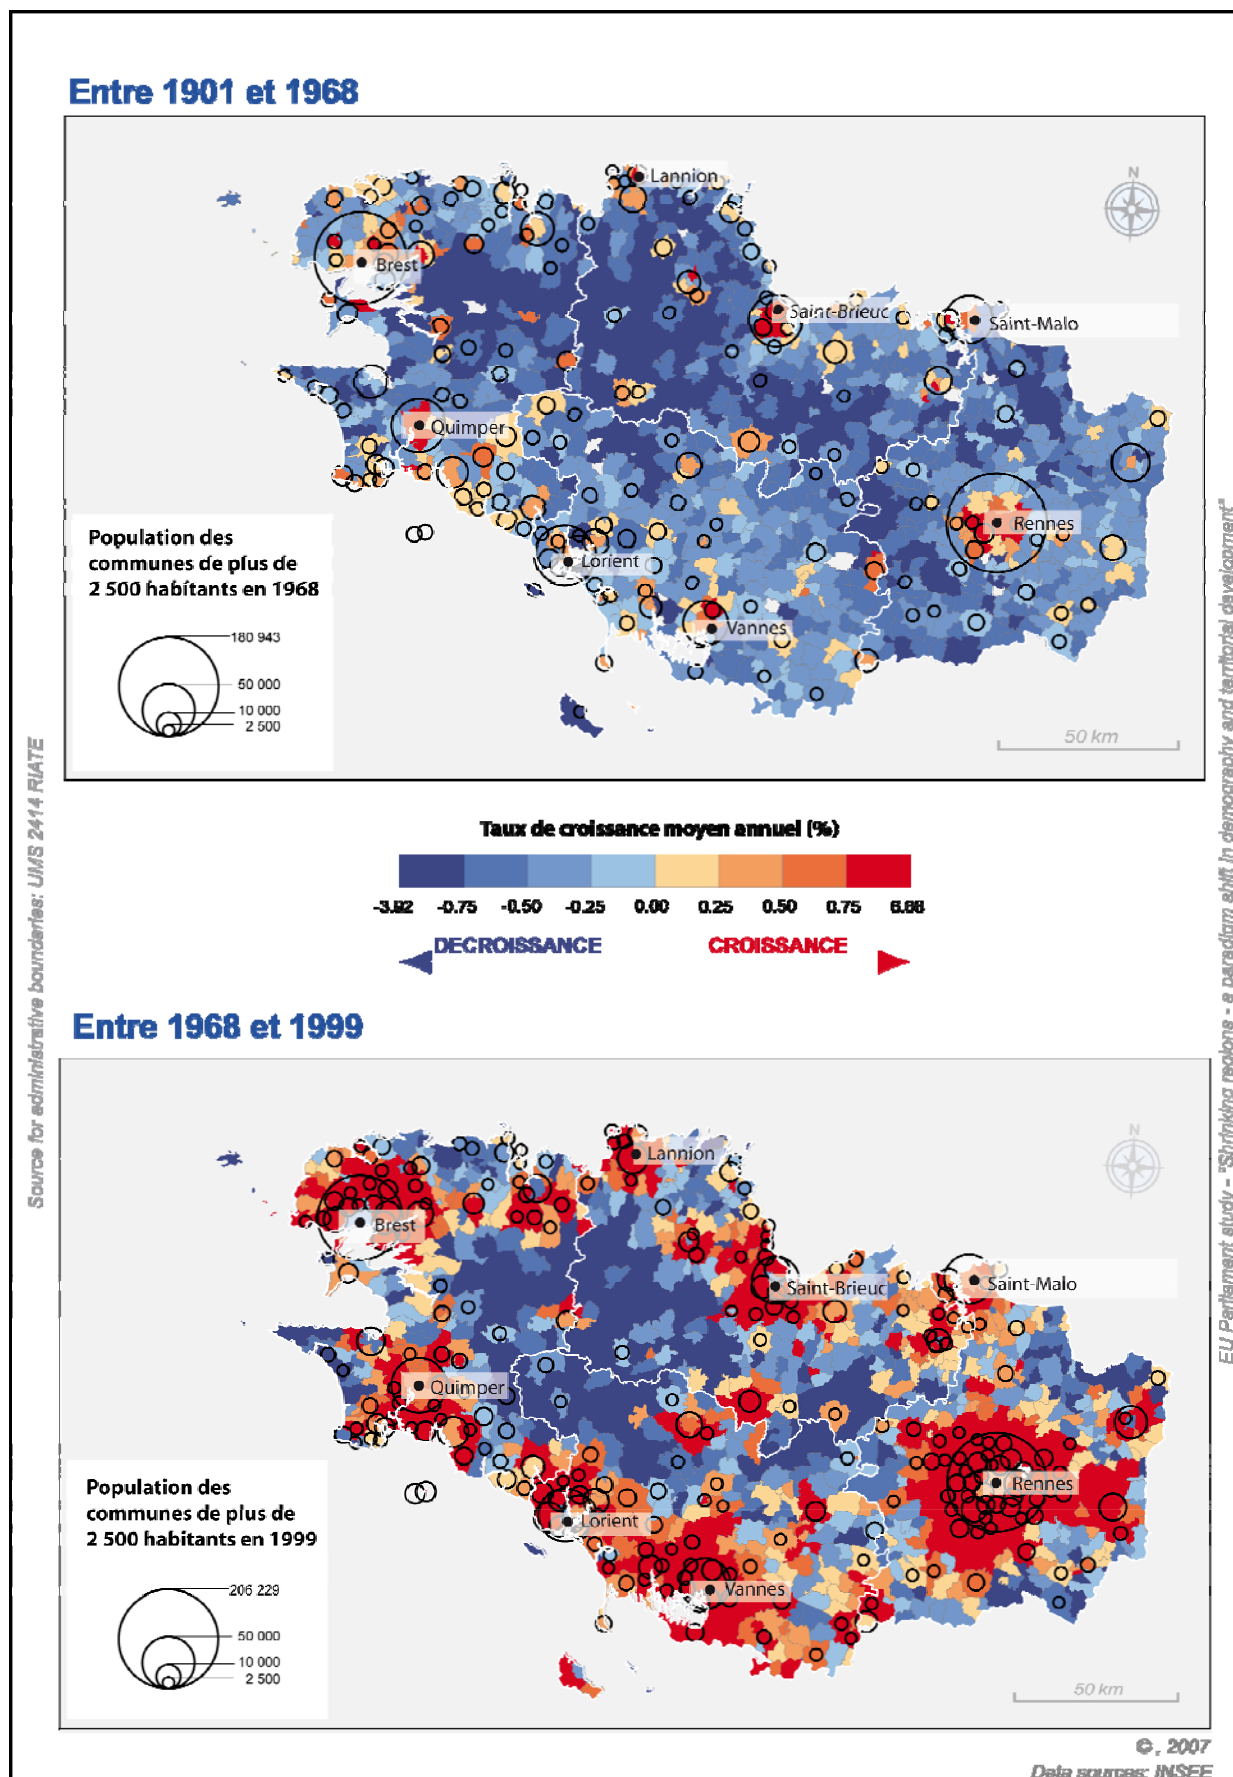 Entre 1901 et 1968
N
Lannion
Brest
Saint-Brieuc
Saint-Malo
Quimper
Rennes
Lorient
Vannes
Population des
communes de plus de
2 500 habitants en 1968
180 943
50 000
10 000
2 500
50 km
Taux de croissance moyen annuel (%)
-3.92 -0.75 -0.50 -0.25 0.00 0.25 0.50 0.75 6.68
DECROISSANCE CROISSANCE
Entre 1968 et 1999
N
Lannion
Brest
Saint-Brieuc
Saint-Malo
Quimper
Rennes
Lorient
Vannes
Population des
communes de plus de
2 500 habitants en 1999
206 229
50 000
10 000
2 500
50 km
Source for administrative boundaries: UMS 2414 RIATE
EU Parliament study - "Shrinking regions - a paradigm shift in demography and territorial development"
© , 2007
Data sources: INSEE